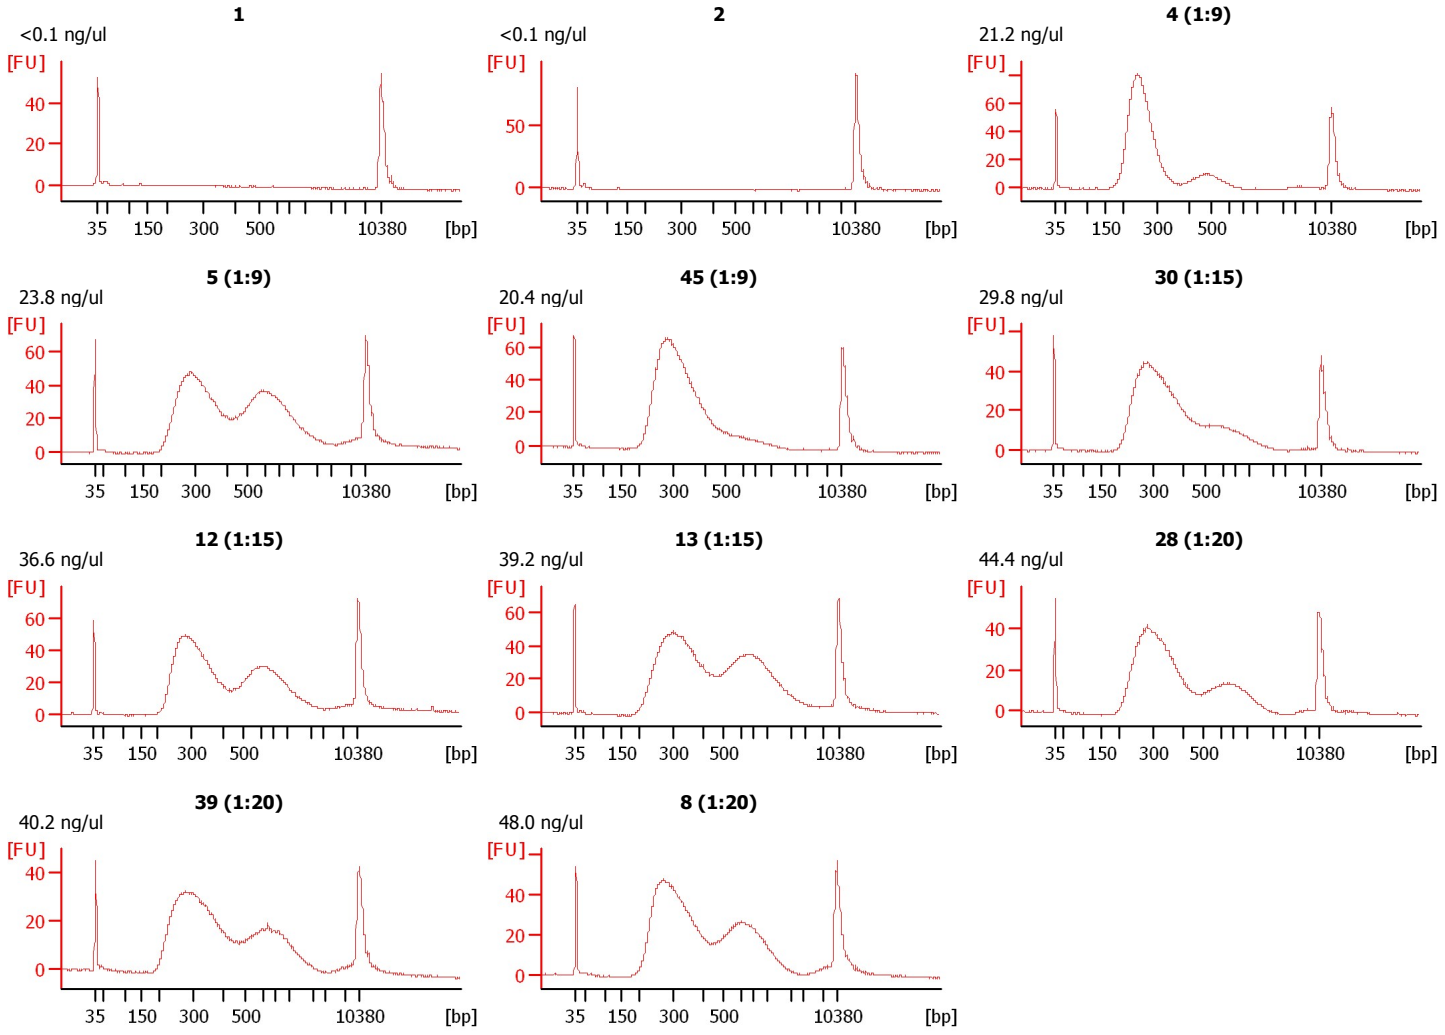 1
<0.1 ng/ul
[FU]
40
20
0
35 150 300 500 10380 [bp]
2
<0.1 ng/ul
[FU]
50
0
35 150 300 500 10380 [bp]
4 (1:9)
21.2 ng/ul
[FU]
60
40
20
0
35 150 300 500 10380 [bp]
5 (1:9)
23.8 ng/ul
[FU]
60
40
20
0
35 150 300 500 10380 [bp]
45 (1:9)
20.4 ng/ul
[FU]
60
40
20
0
35 150 300 500 10380 [bp]
30 (1:15)
29.8 ng/ul
[FU]
40
20
0
35 150 300 500 10380 [bp]
12 (1:15)
36.6 ng/ul
[FU]
60
40
20
0
35 150 300 500 10380 [bp]
13 (1:15)
39.2 ng/ul
[FU]
60
40
20
0
35 150 300 500 10380 [bp]
28 (1:20)
44.4 ng/ul
[FU]
40
20
0
35 150 300 500 10380 [bp]
39 (1:20)
40.2 ng/ul
[FU]
40
20
0
35 150 300 500 10380 [bp]
8 (1:20)
48.0 ng/ul
[FU]
40
20
0
35 150 300 500 10380 [bp]